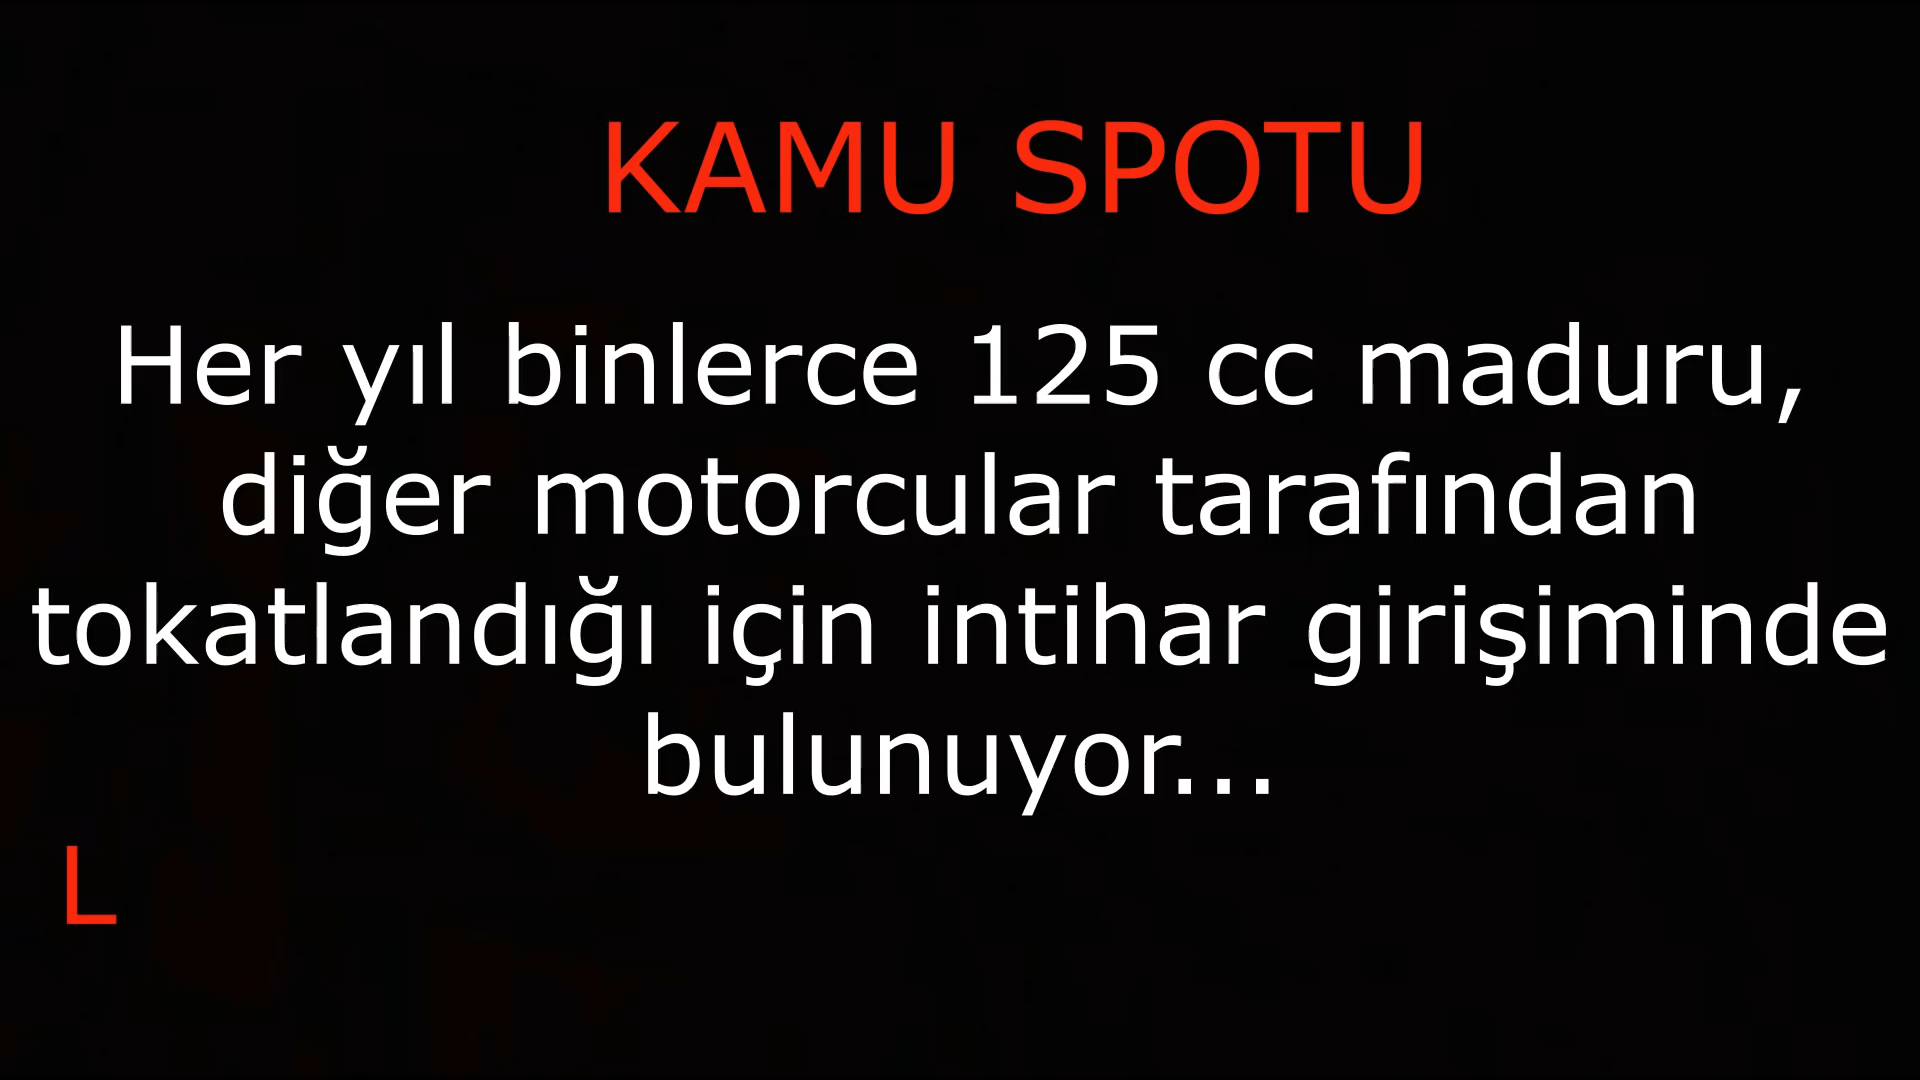 KAMU SPOTU
Her yıl binlerce 125 cc maduru,
diğer motorcular tarafından
tokatlandığı için intihar girişiminde
bulunuyor...
L